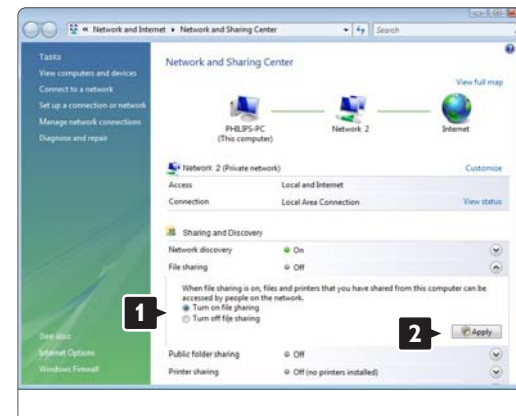 Network and Internet ▸ Network and Sharing Center
Search
Tasks
View computers and devices
Connect to a network
Set up a connection or network
Manage network connections
Diagnose and repair
See also
Internet Options
Windows Firewall
Network and Sharing Center
View full map
PHILIPS-PC
(This computer)
Network 2
Internet
Network 2 (Private network)
Customize
Access Local and Internet
Connection Local Area Connection View status
Sharing and Discovery
Network discovery On
File sharing Off
When file sharing is on, files and printers that you have shared from this computer can be
accessed by people on the network.
1
Turn on file sharing
Turn off file sharing
2
Apply
Public folder sharing Off
Printer sharing Off (no printers installed)